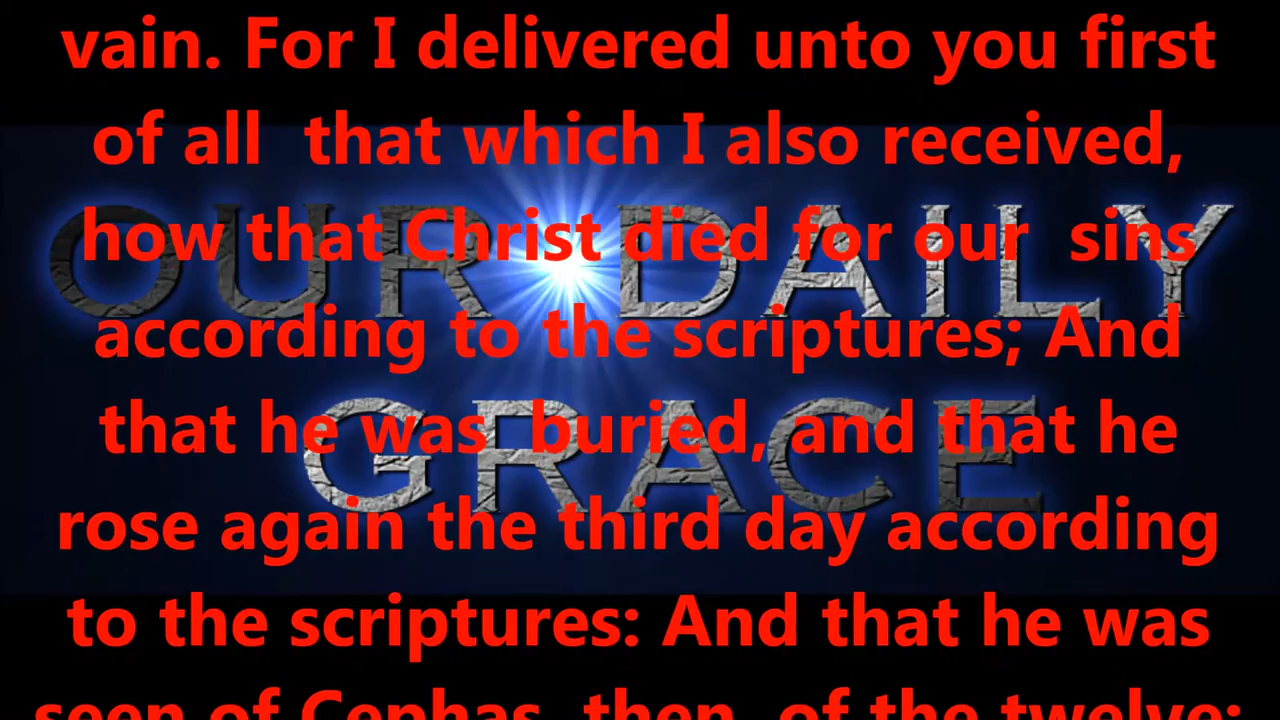 vain. For I delivered unto you first
of all that which I also received,
how that Christ died for our sins
according to the scriptures; And
that he was buried, and that he
rose again the third day according
to the scriptures: And that he was
seen of Cephas, then of the twelve:
OUR DAILY
GRACE